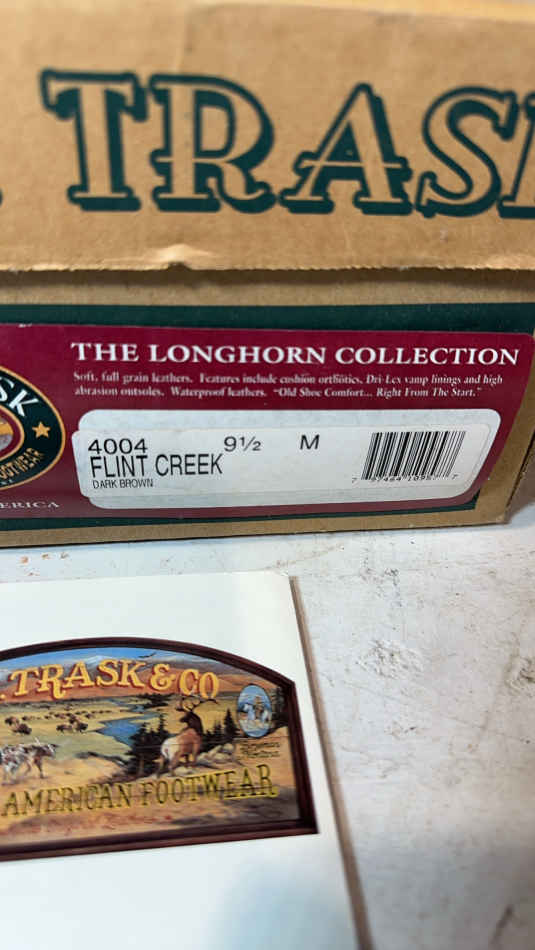 TRASK
THE LONGHORN COLLECTION
Soft, full grain leathers. Features include cushion orthotics, Dri-Lex vamp linings and high
abrasion outsoles. Waterproof leathers. "Old Shoe Comfort... Right From The Start."
4004 9½ M
FLINT CREEK
DARK BROWN
TRASK & CO
AMERICAN FOOTWEAR